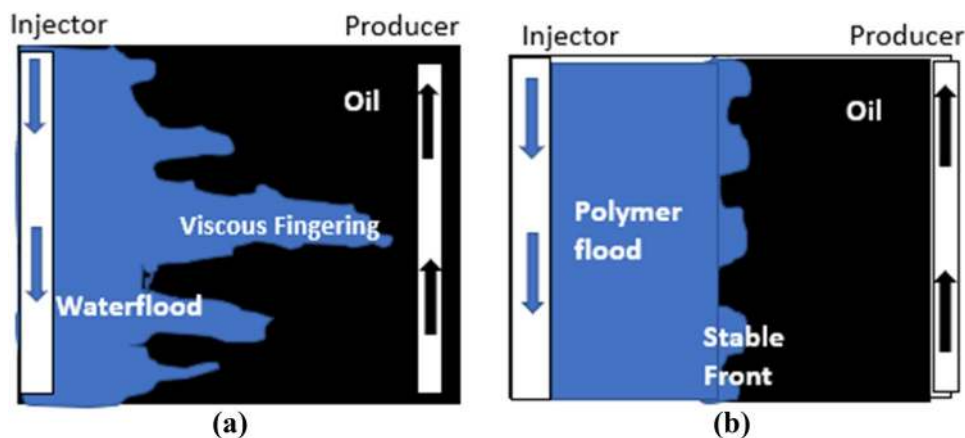 Injector
Producer
Oil
Viscous Fingering
Waterflood
(a)
Injector
Producer
Oil
Polymer
flood
Stable
Front
(b)